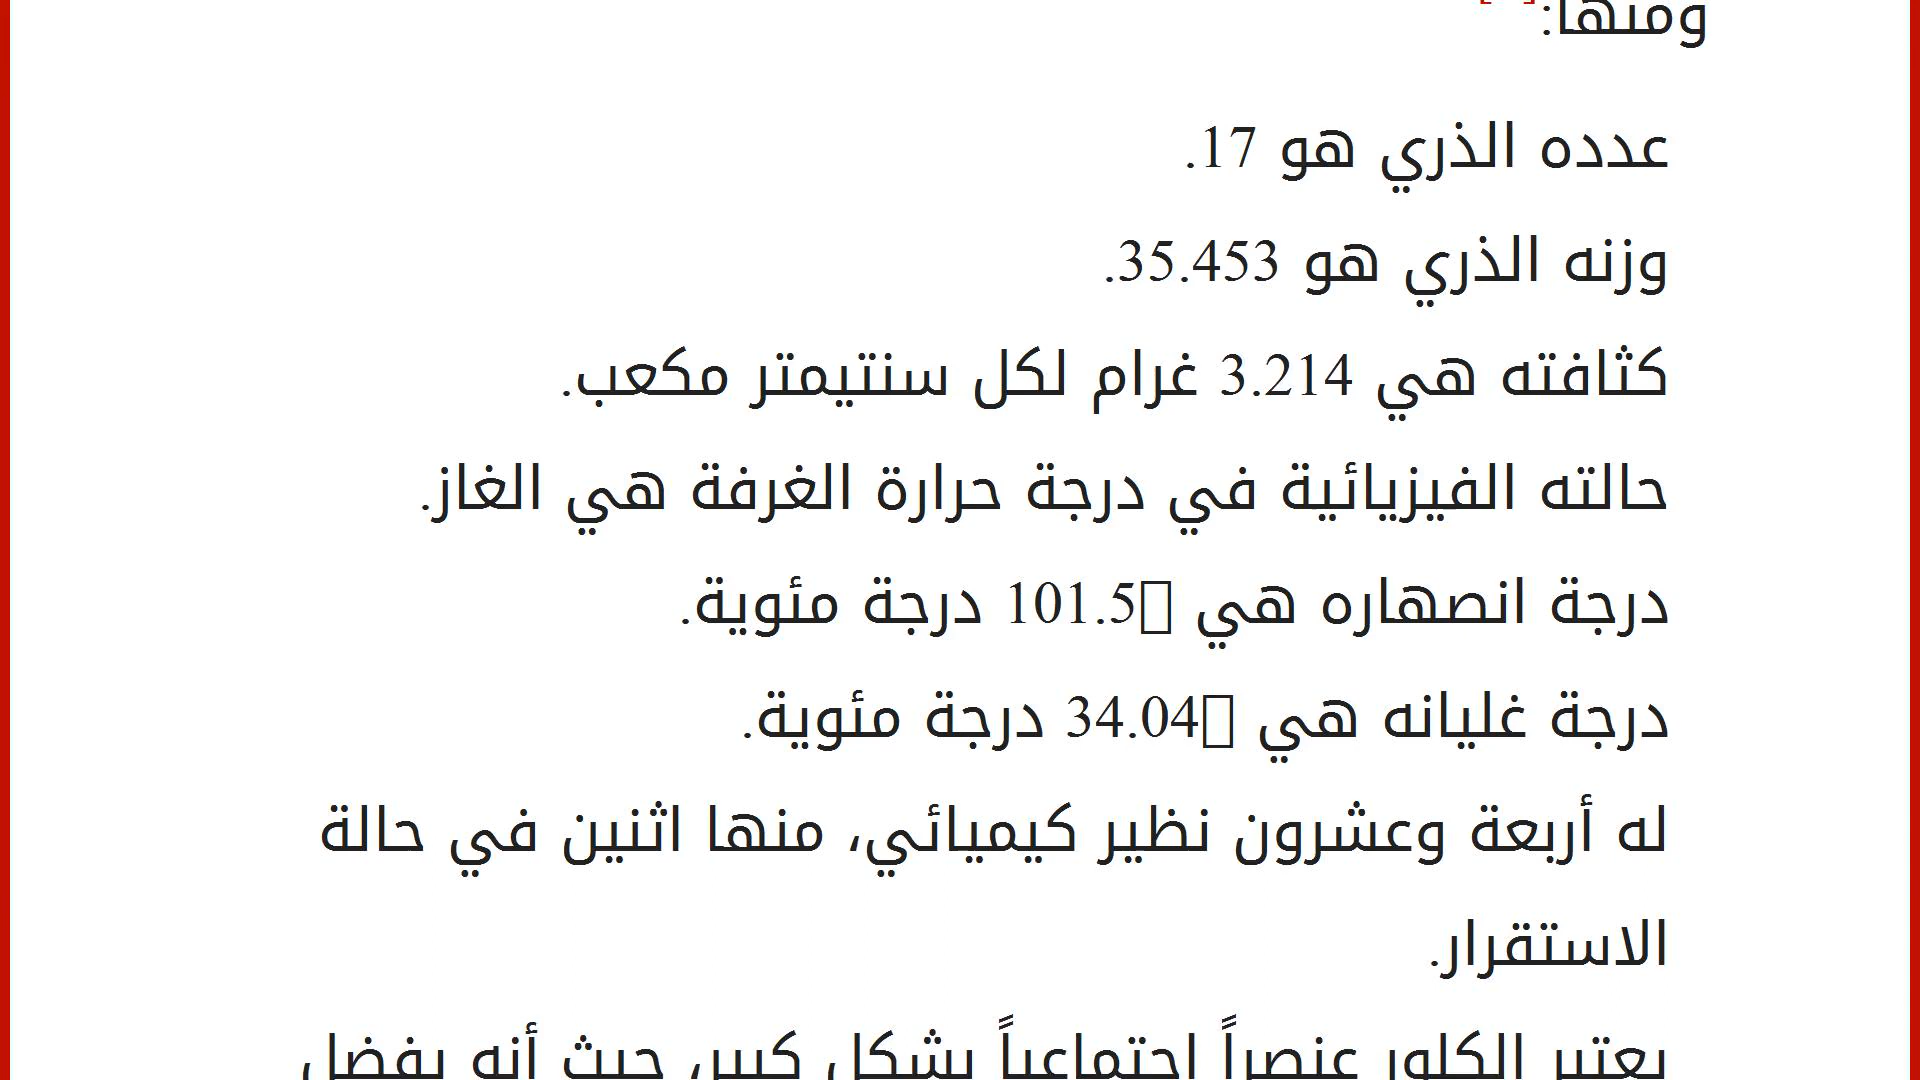 ومنها:
عدده الذري هو 17.
وزنه الذري هو 35.453.
كثافته هي 3.214 غرام لكل سنتيمتر مكعب.
حالته الفيزيائية في درجة حرارة الغرفة هي الغاز.
درجة انصهاره هي 101.5 درجة مئوية.
درجة غليانه هي 34.04 درجة مئوية.
له أربعة وعشرون نظير كيميائي، منها اثنين في حالة
الاستقرار.
يعتبر الكلور عنصراً اجتماعياً بشكل كبير، حيث أنه يفضل